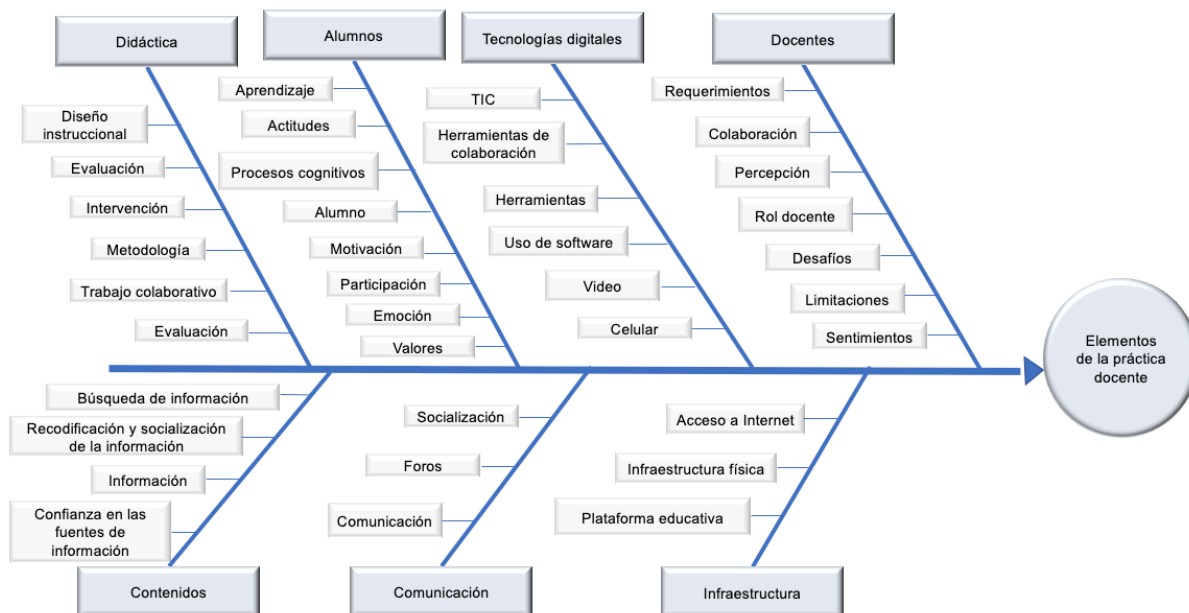 Didáctica
Alumnos
Tecnologías digitales
Docentes
Diseño
instruccional
Evaluación
Intervención
Metodología
Trabajo colaborativo
Evaluación
Aprendizaje
Actitudes
Procesos cognitivos
Alumno
Motivación
Participación
Emoción
Valores
TIC
Herramientas de
colaboración
Herramientas
Uso de software
Video
Celular
Requerimientos
Colaboración
Percepción
Rol docente
Desafíos
Limitaciones
Sentimientos
Elementos
de la práctica
docente
Búsqueda de información
Recodificación y socialización
de la información
Información
Confianza en las
fuentes de
información
Socialización
Foros
Comunicación
Acceso a Internet
Infraestructura física
Plataforma educativa
Contenidos
Comunicación
Infraestructura